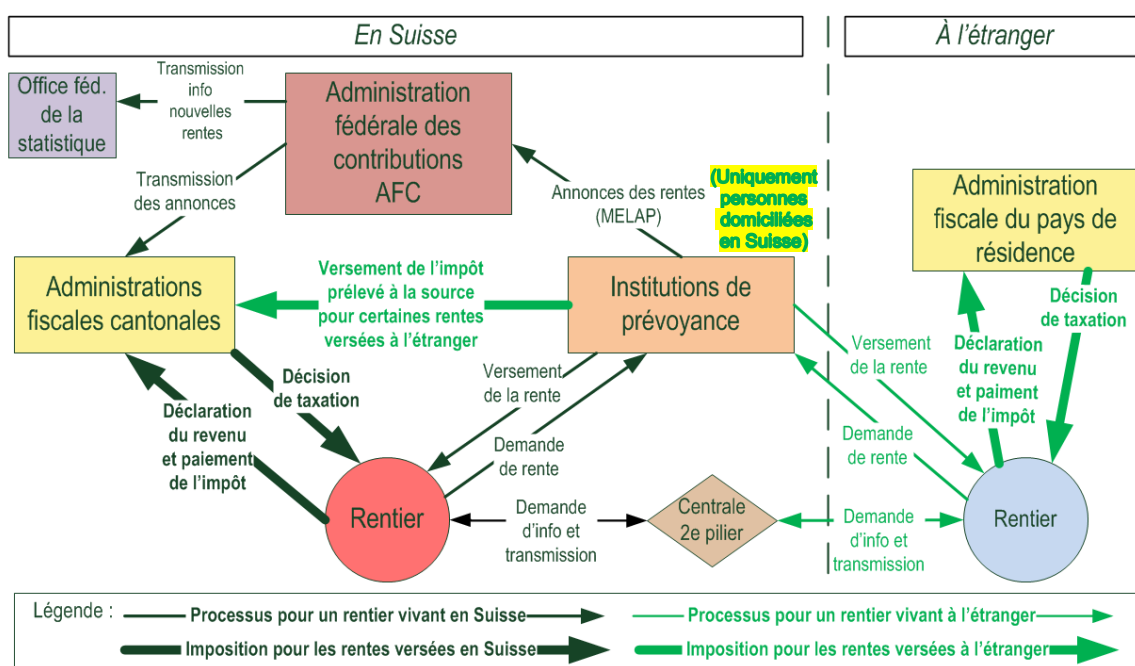 En Suisse
À l'étranger
Office féd.
de la
statistique
Transmission
info
nouvelles
rentes
Administration
fédérale des
contributions
AFC
Transmission
des annonces
Annonces des rentes
(MELAP)
(Uniquement
personnes
domiciliées
en Suisse)
Administration
fiscale du pays de
résidence
Administrations
fiscales cantonales
Versement de l'impôt
prélevé à la source
pour certaines rentes
versées à l'étranger
Institutions de
prévoyance
Décision
de taxation
Déclaration
du revenu
et paiment
de l'impôt
Versement
de la rente
Demande
de rente
Décision
de taxation
Déclaration
du revenu
et paiement
de l'impôt
Versement
de la rente
Demande
de rente
Rentier
Demande
d'info et
transmission
Centrale
2e pilier
Demande
d'info et
transmission
Rentier
Légende :
Processus pour un rentier vivant en Suisse
Processus pour un rentier vivant à l'étranger
Imposition pour les rentes versées en Suisse
Imposition pour les rentes versées à l'étranger